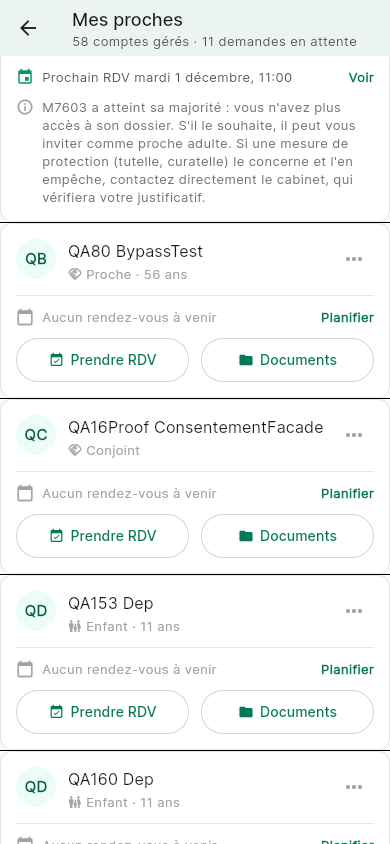 Mes proches
58 comptes gérés · 11 demandes en attente
Prochain RDV mardi 1 décembre, 11:00 Voir
M7603 a atteint sa majorité : vous n'avez plus
accès à son dossier. S'il le souhaite, il peut vous
inviter comme proche adulte. Si une mesure de
protection (tutelle, curatelle) le concerne et l'en
empêche, contactez directement le cabinet, qui
vérifiera votre justificatif.
QB QA80 BypassTest
Proche · 56 ans
Aucun rendez-vous à venir Planifier
Prendre RDV Documents
QC QA16Proof ConsentementFacade
Conjoint
Aucun rendez-vous à venir Planifier
Prendre RDV Documents
QD QA153 Dep
Enfant · 11 ans
Aucun rendez-vous à venir Planifier
Prendre RDV Documents
QD QA160 Dep
Enfant · 11 ans
Aucun rendez-vous à venir Planifier